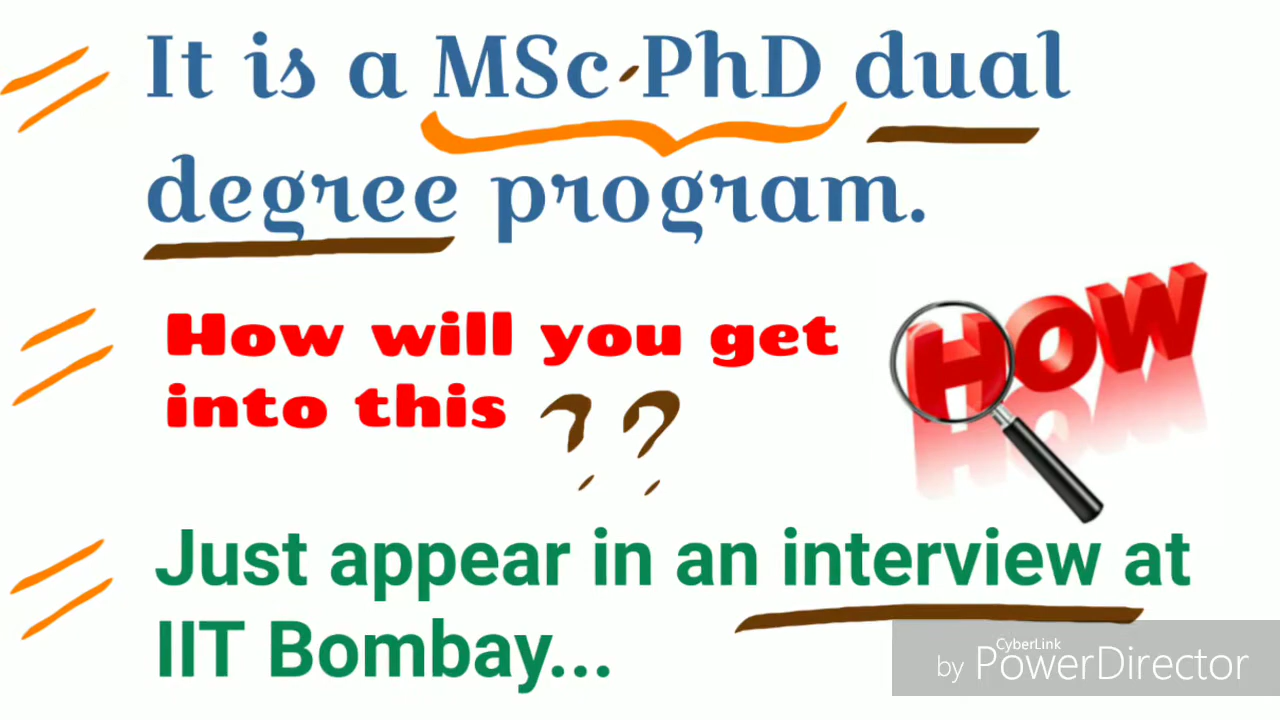 It is a MSc-PhD dual
degree program.
How will you get
into this ??
HOW
Just appear in an interview at
IIT Bombay...
CyberLink
by PowerDirector